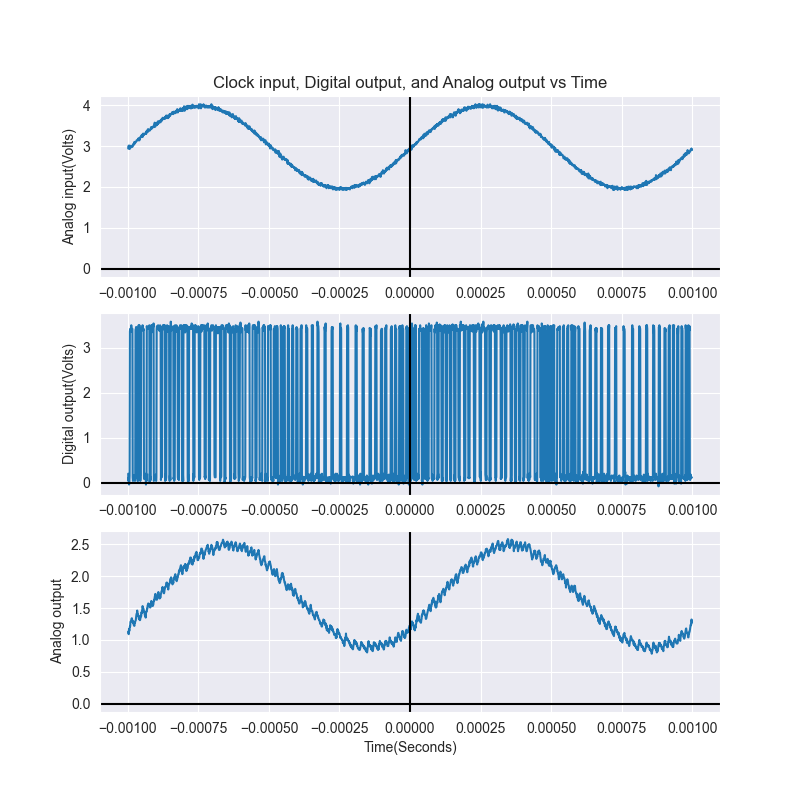 Clock input, Digital output, and Analog output vs Time
Analog input(Volts)
4
3
2
1
0
−0.00100 −0.00075 −0.00050 −0.00025 0.00000 0.00025 0.00050 0.00075 0.00100
Digital output(Volts)
3
2
1
0
−0.00100 −0.00075 −0.00050 −0.00025 0.00000 0.00025 0.00050 0.00075 0.00100
Analog output
2.5
2.0
1.5
1.0
0.5
0.0
−0.00100 −0.00075 −0.00050 −0.00025 0.00000 0.00025 0.00050 0.00075 0.00100
Time(Seconds)